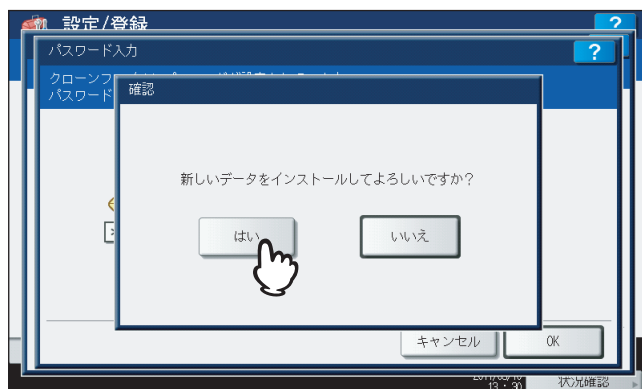 設定/登録
?
パスワード入力
?
クローンフ
パスワード
確認
新しいデータをインストールしてよろしいですか?
はい
いいえ
キャンセル
OK
13:30
状況確認